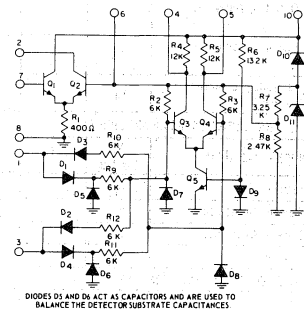 6 4 5 10
R4 12K R5 12K R6 13.2K D10
2
7 Q1 Q2
R2 6K Q3 Q4 R3 6K R7 3.25 K D11
R1 400Ω
R8 2.47K
8
1 D3 R10 6K
D1 R9 6K Q5
D5 D7 D9
D2 R12 6K
3 D4 R11 6K
D6 D8
DIODES D5 AND D6 ACT AS CAPACITORS AND ARE USED TO
BALANCE THE DETECTOR SUBSTRATE CAPACITANCES.